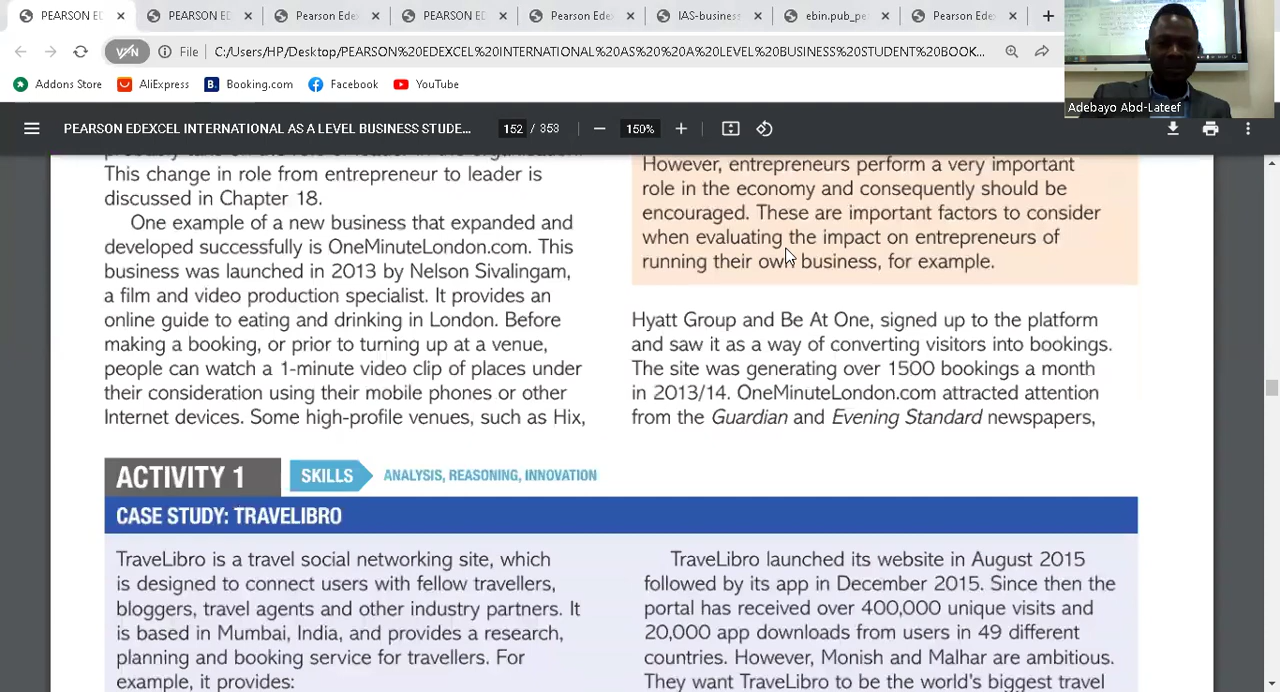 PEARSON ED
PEARSON ED
Pearson Edex
PEARSON ED
Pearson Ede
IAS-business
ebin.pub_pe
Pearson Ede
VPN
File
C:/Users/HP/Desktop/PEARSON%20EDEXCEL%20INTERNATIONAL%20AS%20%20A%20LEVEL%20BUSINESS%20STUDENT%20BOOK...
Addons Store
AliExpress
B.
Booking.com
Facebook
YouTube
Adebayo Abd-Lateef
PEARSON EDEXCEL INTERNATIONAL AS A LEVEL BUSINESS STUDE...
152 / 353
150%
This change in role from entrepreneur to leader is
discussed in Chapter 18.
One example of a new business that expanded and
developed successfully is OneMinuteLondon.com. This
business was launched in 2013 by Nelson Sivalingam,
a film and video production specialist. It provides an
online guide to eating and drinking in London. Before
making a booking, or prior to turning up at a venue,
people can watch a 1-minute video clip of places under
their consideration using their mobile phones or other
Internet devices. Some high-profile venues, such as Hix,
However, entrepreneurs perform a very important
role in the economy and consequently should be
encouraged. These are important factors to consider
when evaluating the impact on entrepreneurs of
running their own business, for example.
Hyatt Group and Be At One, signed up to the platform
and saw it as a way of converting visitors into bookings.
The site was generating over 1500 bookings a month
in 2013/14. OneMinuteLondon.com attracted attention
from the Guardian and Evening Standard newspapers,
ACTIVITY 1
SKILLS
ANALYSIS, REASONING, INNOVATION
CASE STUDY: TRAVELIBRO
TraveLibro is a travel social networking site, which
is designed to connect users with fellow travellers,
bloggers, travel agents and other industry partners. It
is based in Mumbai, India, and provides a research,
planning and booking service for travellers. For
example, it provides:
TraveLibro launched its website in August 2015
followed by its app in December 2015. Since then the
portal has received over 400,000 unique visits and
20,000 app downloads from users in 49 different
countries. However, Monish and Malhar are ambitious.
They want TraveLibro to be the world's biggest travel